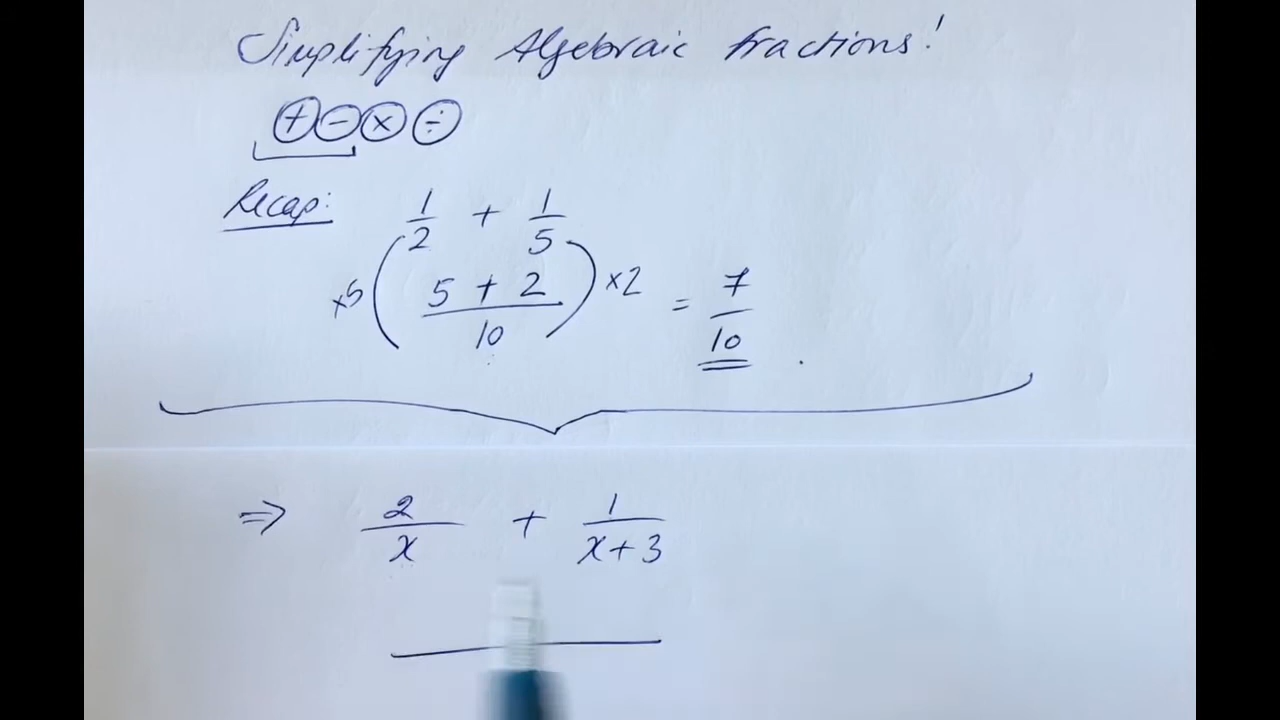 Simplifying Algebraic Fractions!
+ − × ÷
Recap:
1/2 + 1/5
×5 ( (5 + 2)/10 ) ×2 = 7/10
⇒ 2/x + 1/(x+3)